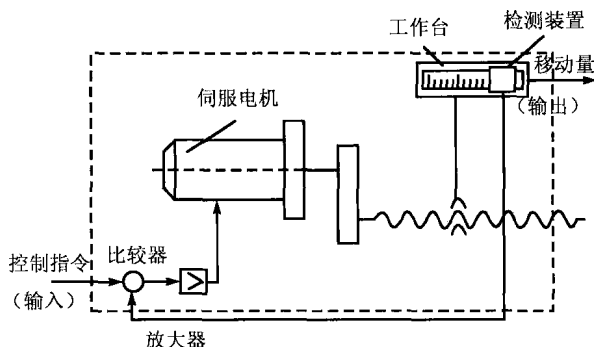 检测装置
工作台
移动量
(输出)
伺服电机
控制指令
(输入)
比较器
放大器